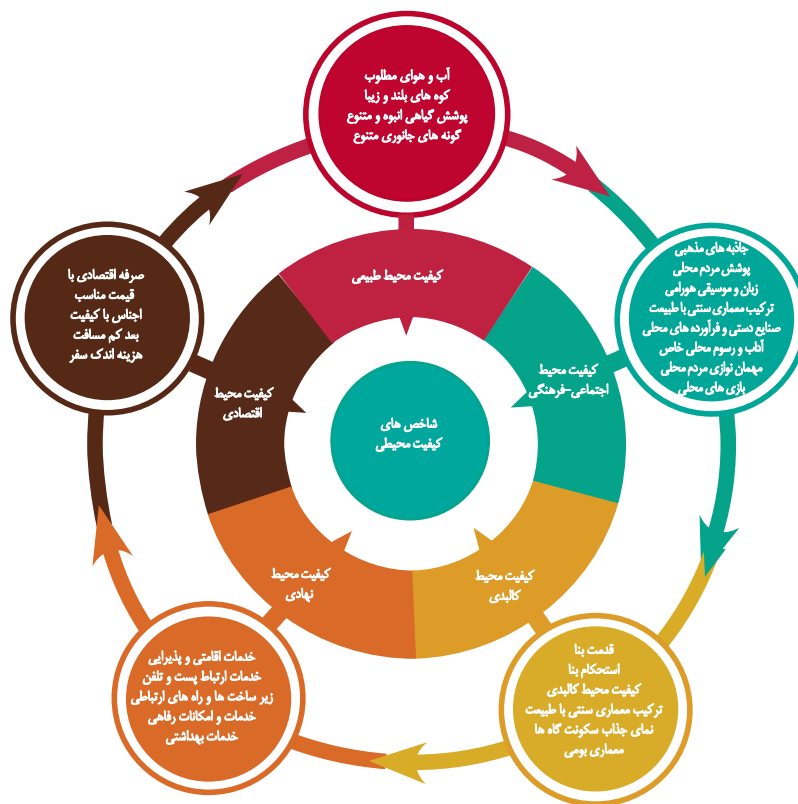 آب و هوای مطلوب
کوه های بلند و زیبا
پوشش گیاهی انبوه و متنوع
گونه های جانوری متنوع
کیفیت محیط طبیعی
جاذبه های مذهبی
پوشش مردم محلی
زبان و موسیقی هورامی
ترکیب معماری سنتی با طبیعت
صنایع دستی و فرآورده های محلی
آداب و رسوم محلی خاص
مهمان نوازی مردم محلی
بازی های محلی
کیفیت محیط
اجتماعی-فرهنگی
قدمت بنا
استحکام بنا
کیفیت محیط کالبدی
ترکیب معماری سنتی با طبیعت
نمای جذاب سکونت گاه ها
معماری بومی
کیفیت محیط
کالبدی
خدمات اقامتی و پذیرایی
خدمات ارتباط پست و تلفن
زیر ساخت ها و راه های ارتباطی
خدمات و امکانات رفاهی
خدمات بهداشتی
کیفیت محیط
نهادی
صرفه اقتصادی با
قیمت مناسب
اجناس با کیفیت
بعد کم مسافت
هزینه اندک سفر
کیفیت محیط
اقتصادی
شاخص های
کیفیت محیطی